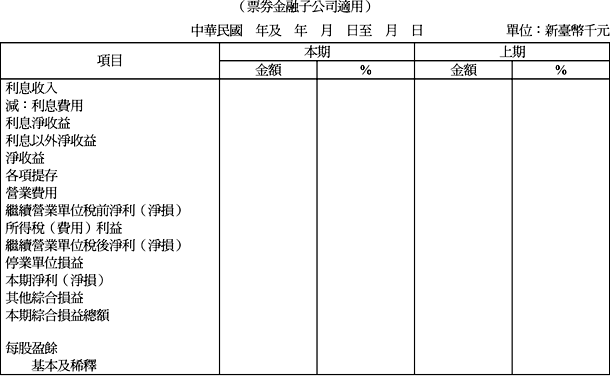 （票券金融子公司適用）
中華民國　年及　年　月　日至　月　日　單位：新臺幣千元
項目　本期　上期
金額　%　金額　%
利息收入
減：利息費用
利息淨收益
利息以外淨收益
淨收益
各項提存
營業費用
繼續營業單位稅前淨利（淨損）
所得稅（費用）利益
繼續營業單位稅後淨利（淨損）
停業單位損益
本期淨利（淨損）
其他綜合損益
本期綜合損益總額
每股盈餘
基本及稀釋